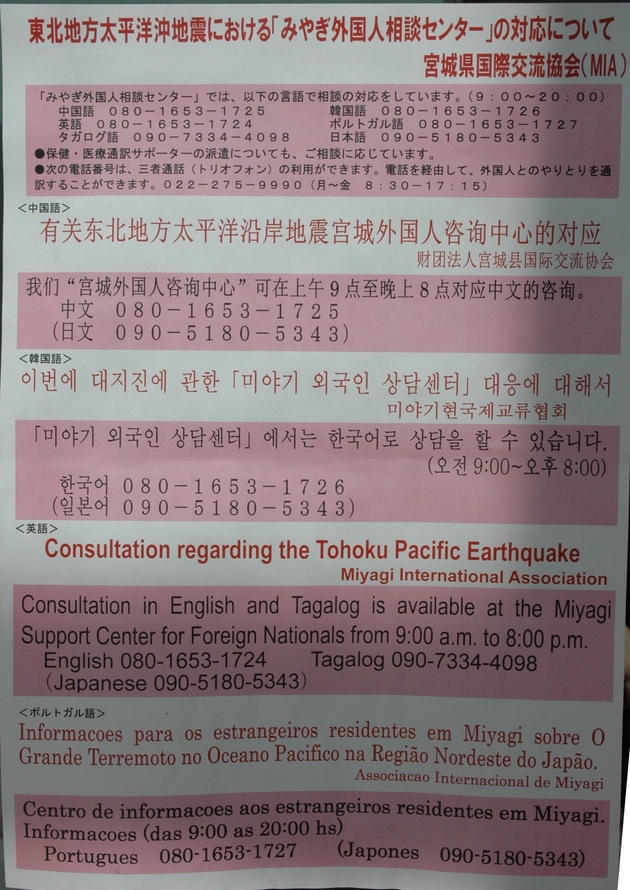 東北地方太平洋沖地震における「みやぎ外国人相談センター」の対応について
宮城県国際交流協会(MIA)
「みやぎ外国人相談センター」では、以下の言語で相談の対応をしています。(9:00～20:00)
中国語 080-1653-1725 韓国語 080-1653-1726
英語 080-1653-1724 ポルトガル語 080-1653-1727
タガログ語 090-7334-4098 日本語 090-5180-5343
●保健・医療通訳サポーターの派遣についても、ご相談に応じています。
●次の電話番号は、三者通話(トリオフォン)の利用ができます。電話を経由して、外国人とのやりとりを通
訳することができます。022-275-9990(月～金 8:30-17:15)
<中国語>
有关东北地方太平洋沿岸地震宫城外国人咨询中心的对应
财团法人宫城县国际交流协会
我们“宫城外国人咨询中心”可在上午9点至晚上8点对应中文的咨询。
中文 080-1653-1725
(日文 090-5180-5343)
<韓国語>
이번에 대지진에 관한「미야기 외국인 상담센터」대응에 대해서
미야기현국제교류협회
「미야기 외국인 상담센터」에서는 한국어로 상담을 할 수 있습니다.
(오전 9:00~오후 8:00)
한국어 080-1653-1726
(일본어 090-5180-5343)
<英語>
Consultation regarding the Tohoku Pacific Earthquake
Miyagi International Association
Consultation in English and Tagalog is available at the Miyagi
Support Center for Foreign Nationals from 9:00 a.m. to 8:00 p.m.
English 080-1653-1724 Tagalog 090-7334-4098
(Japanese 090-5180-5343)
<ポルトガル語>
Informacoes para os estrangeiros residentes em Miyagi sobre O
Grande Terremoto no Oceano Pacifico na Região Nordeste do Japão.
Associacao Internacional de Miyagi
Centro de informacoes aos estrangeiros residentes em Miyagi.
Informacoes (das 9:00 as 20:00 hs)
Portugues 080-1653-1727 (Japones 090-5180-5343)